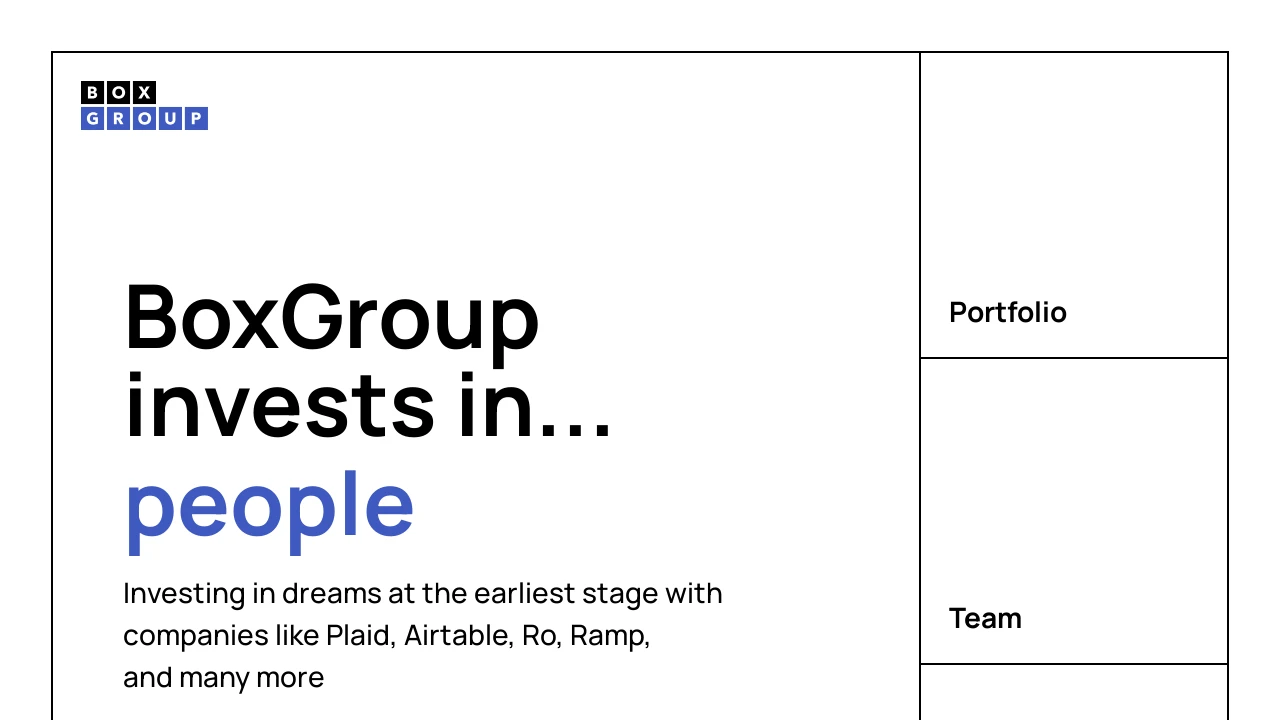 BOX
GROUP
BoxGroup
invests in...
people
Investing in dreams at the earliest stage with
companies like Plaid, Airtable, Ro, Ramp,
and many more
Portfolio
Team